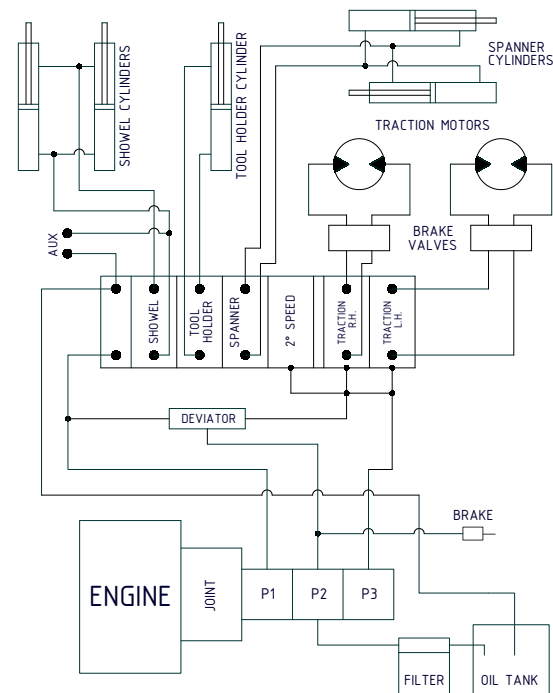 SHOWEL CYLINDERS
TOOL HOLDER CYLINDER
SPANNER
CYLINDERS
TRACTION MOTORS
BRAKE
VALVES
AUX
SHOWEL
TOOL
HOLDER
SPANNER
2° SPEED
TRACTION
R.H.
TRACTION
L.H.
DEVIATOR
BRAKE
ENGINE
JOINT
P1
P2
P3
FILTER
OIL TANK